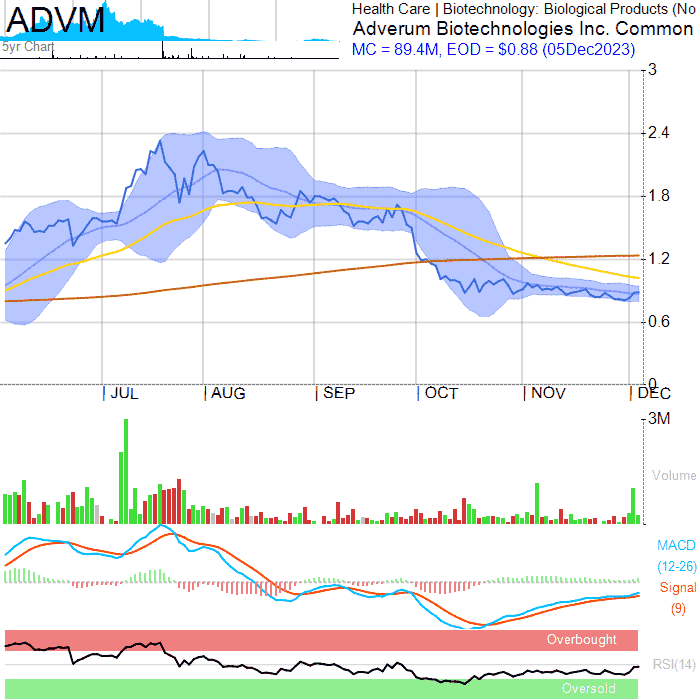 ADVM
Health Care | Biotechnology: Biological Products (No
Adverum Biotechnologies Inc. Common
MC = 89.4M, EOD = $0.88 (05Dec2023)
5yr Chart
3
2.4
1.8
1.2
0.6
0
JUL
AUG
SEP
OCT
NOV
DEC
3M
Volume
MACD
(12-26)
Signal
(9)
Overbought
RSI(14)
Oversold